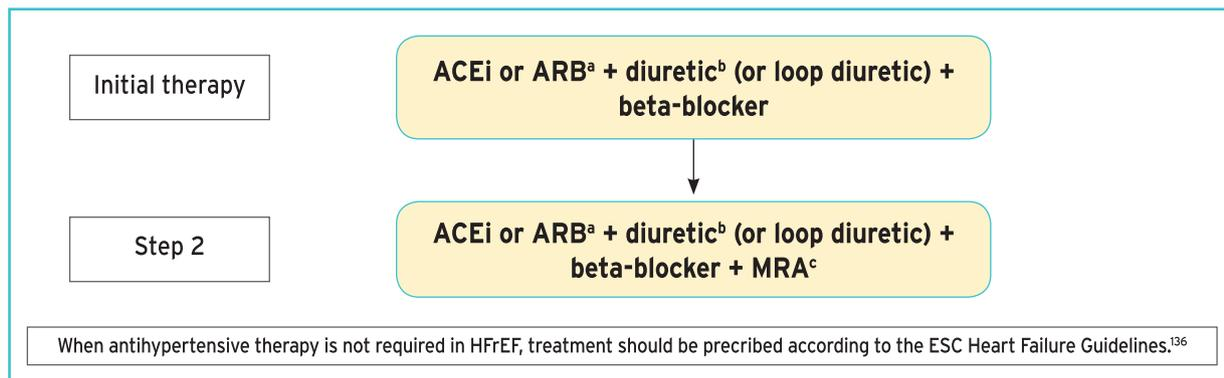 Initial therapy
ACEi or ARBᵃ + diureticᵇ (or loop diuretic) +
beta-blocker
Step 2
ACEi or ARBᵃ + diureticᵇ (or loop diuretic) +
beta-blocker + MRAᶜ
When antihypertensive therapy is not required in HFrEF, treatment should be precribed according to the ESC Heart Failure Guidelines.¹³⁶